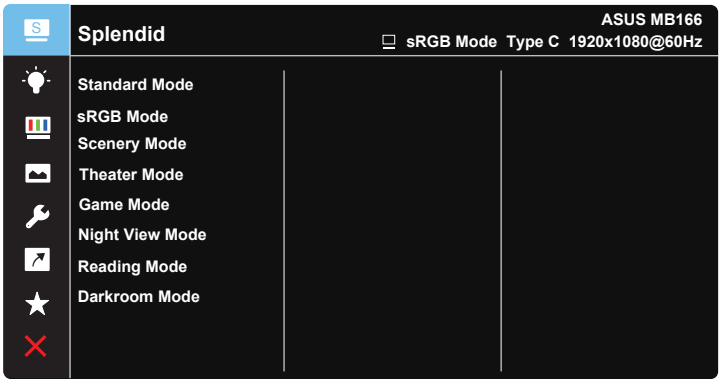 S
Splendid
ASUS MB166
sRGB Mode Type C 1920x1080@60Hz
Standard Mode
sRGB Mode
Scenery Mode
Theater Mode
Game Mode
Night View Mode
Reading Mode
Darkroom Mode